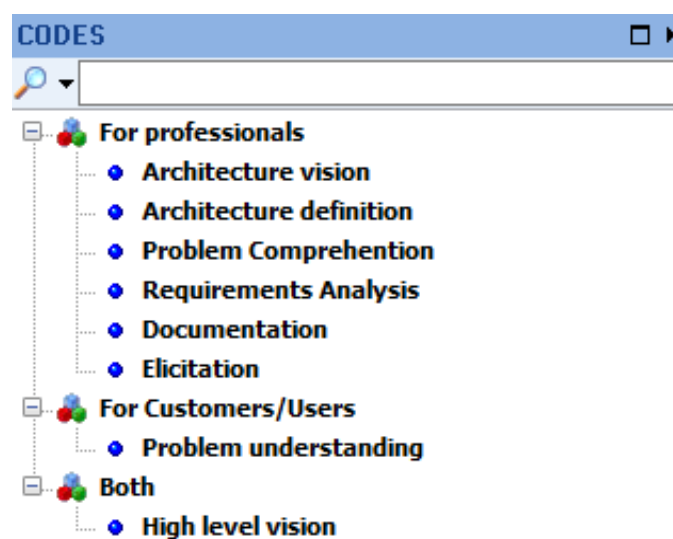 CODES
For professionals
Architecture vision
Architecture definition
Problem Comprehention
Requirements Analysis
Documentation
Elicitation
For Customers/Users
Problem understanding
Both
High level vision